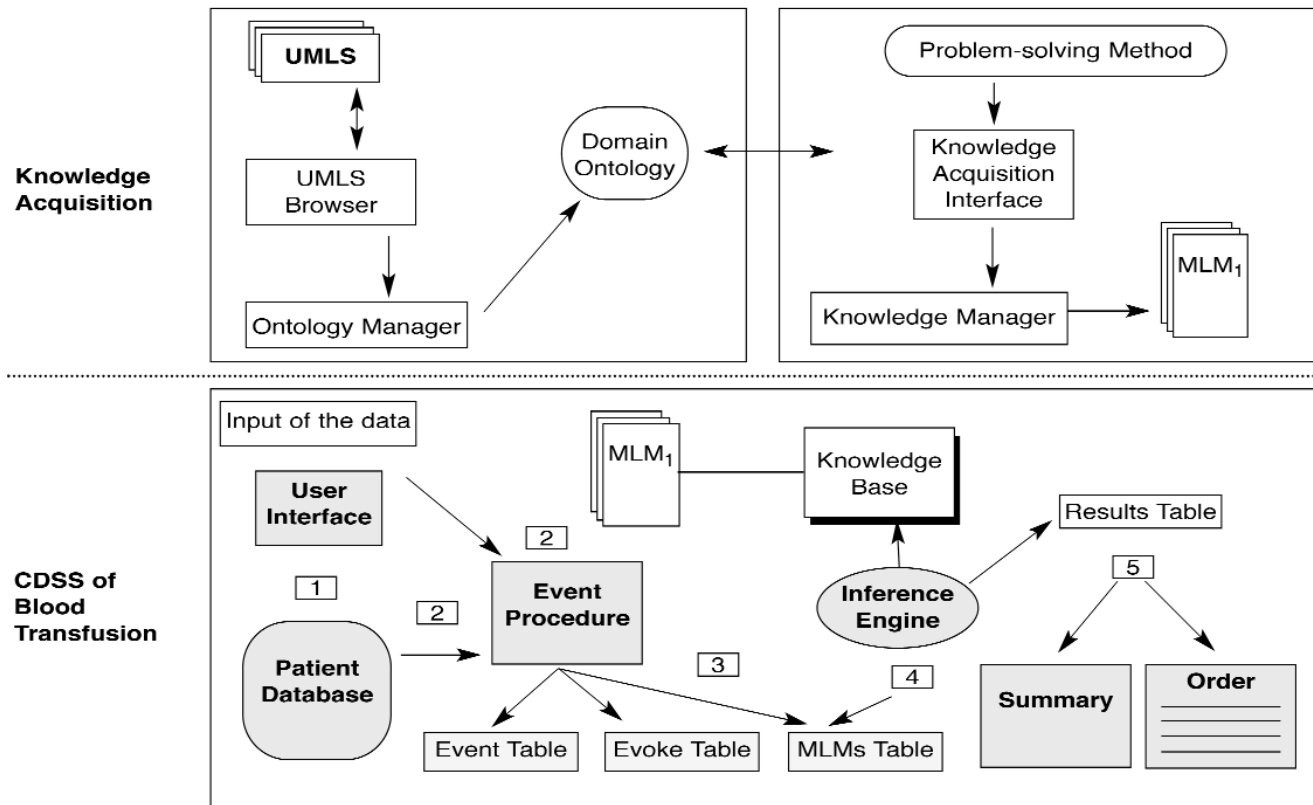 Knowledge
Acquisition
UMLS
UMLS
Browser
Ontology Manager
Domain
Ontology
Problem-solving Method
Knowledge
Acquisition
Interface
Knowledge Manager
MLM₁
CDSS of
Blood
Transfusion
Input of the data
User
Interface
1
Patient
Database
2
2
Event
Procedure
3
Event Table
Evoke Table
MLMs Table
MLM₁
Knowledge
Base
Inference
Engine
4
Results Table
5
Summary
Order